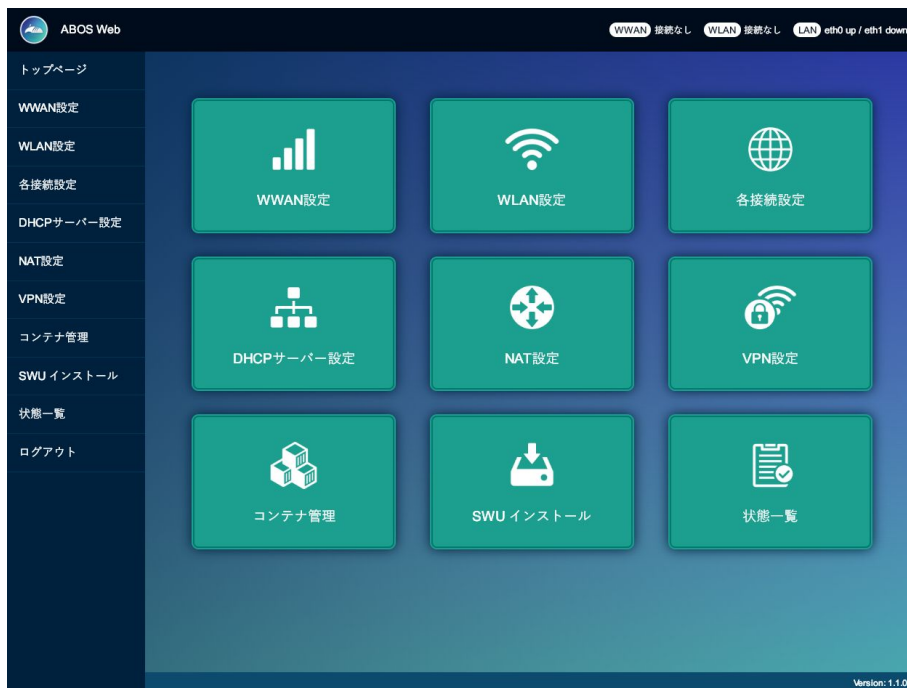 ABOS Web
WWAN 接続なし WLAN 接続なし LAN eth0 up / eth1 down
トップページ
WWAN設定
WLAN設定
各接続設定
DHCPサーバー設定
NAT設定
VPN設定
コンテナ管理
SWU インストール
状態一覧
ログアウト
WWAN設定
WLAN設定
各接続設定
DHCPサーバー設定
NAT設定
VPN設定
コンテナ管理
SWU インストール
状態一覧
Version: 1.1.0